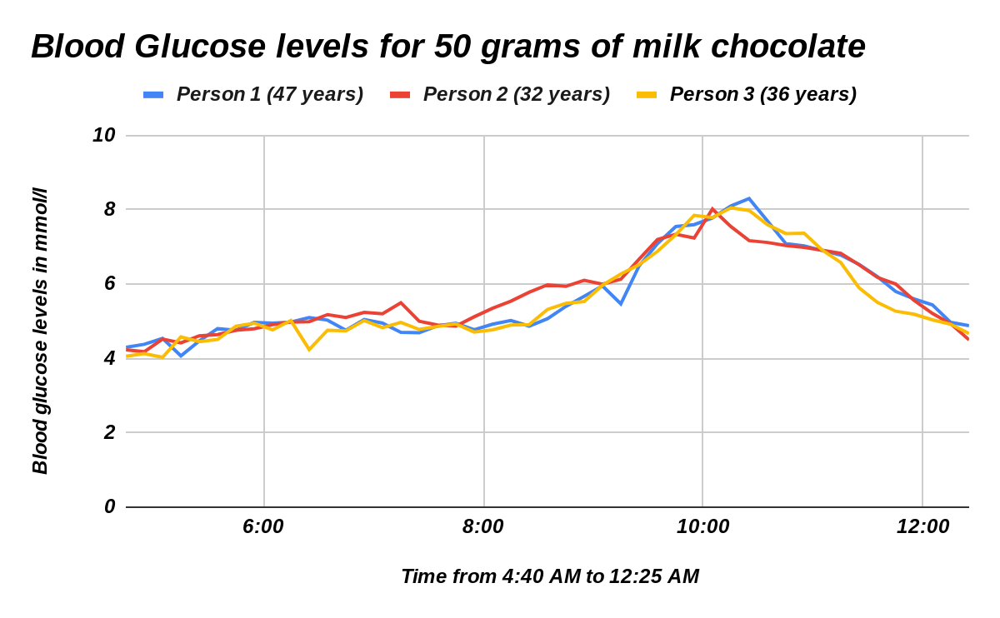 Blood Glucose levels for 50 grams of milk chocolate
Person 1 (47 years) Person 2 (32 years) Person 3 (36 years)
Blood glucose levels in mmol/l
10
8
6
4
2
0
6:00 8:00 10:00 12:00
Time from 4:40 AM to 12:25 AM